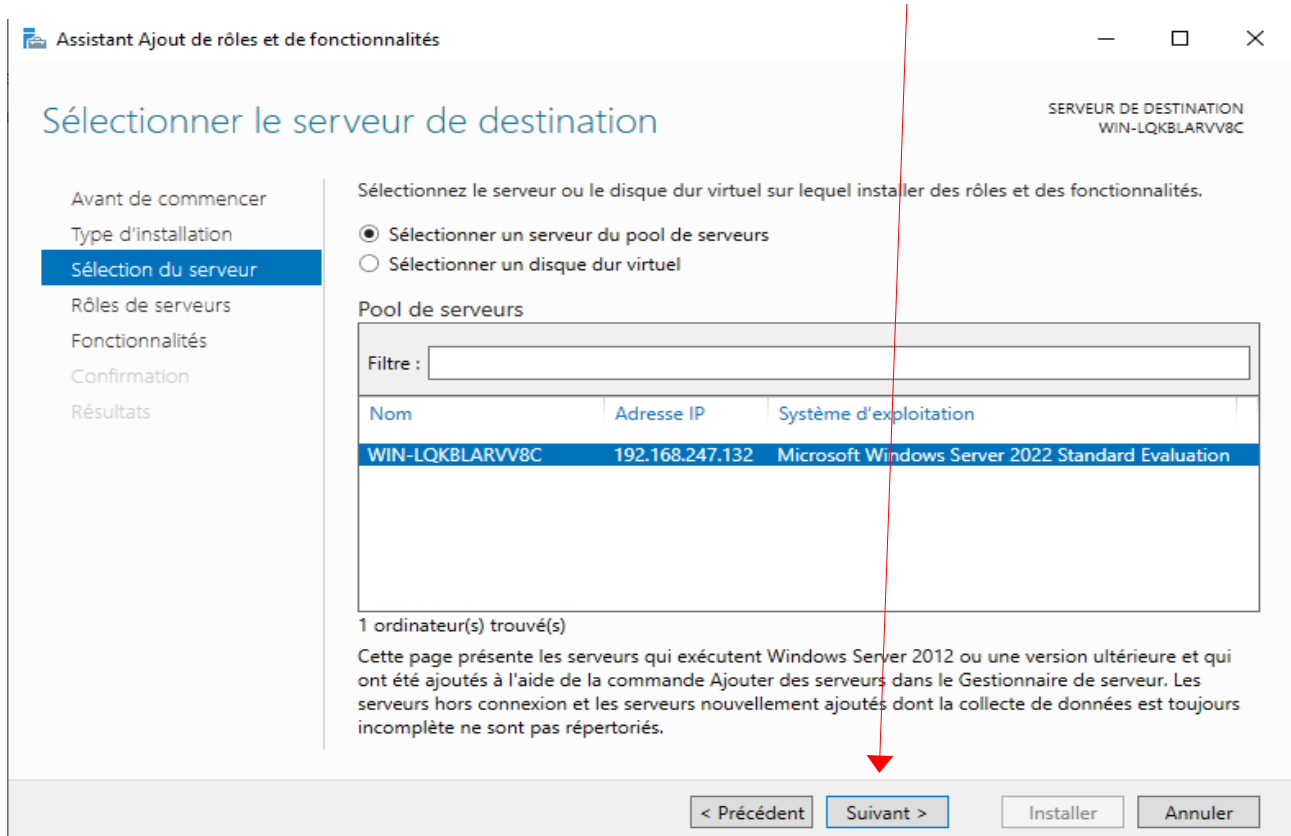 Assistant Ajout de rôles et de fonctionnalités
Sélectionner le serveur de destination
SERVEUR DE DESTINATION
WIN-LQKBLARVV8C
Avant de commencer
Type d'installation
Sélection du serveur
Rôles de serveurs
Fonctionnalités
Confirmation
Résultats
Sélectionnez le serveur ou le disque dur virtuel sur lequel installer des rôles et des fonctionnalités.
Sélectionner un serveur du pool de serveurs
Sélectionner un disque dur virtuel
Pool de serveurs
Filtre :
Nom Adresse IP Système d'exploitation
WIN-LQKBLARVV8C 192.168.247.132 Microsoft Windows Server 2022 Standard Evaluation
1 ordinateur(s) trouvé(s)
Cette page présente les serveurs qui exécutent Windows Server 2012 ou une version ultérieure et qui
ont été ajoutés à l'aide de la commande Ajouter des serveurs dans le Gestionnaire de serveur. Les
serveurs hors connexion et les serveurs nouvellement ajoutés dont la collecte de données est toujours
incomplète ne sont pas répertoriés.
< Précédent Suivant > Installer Annuler